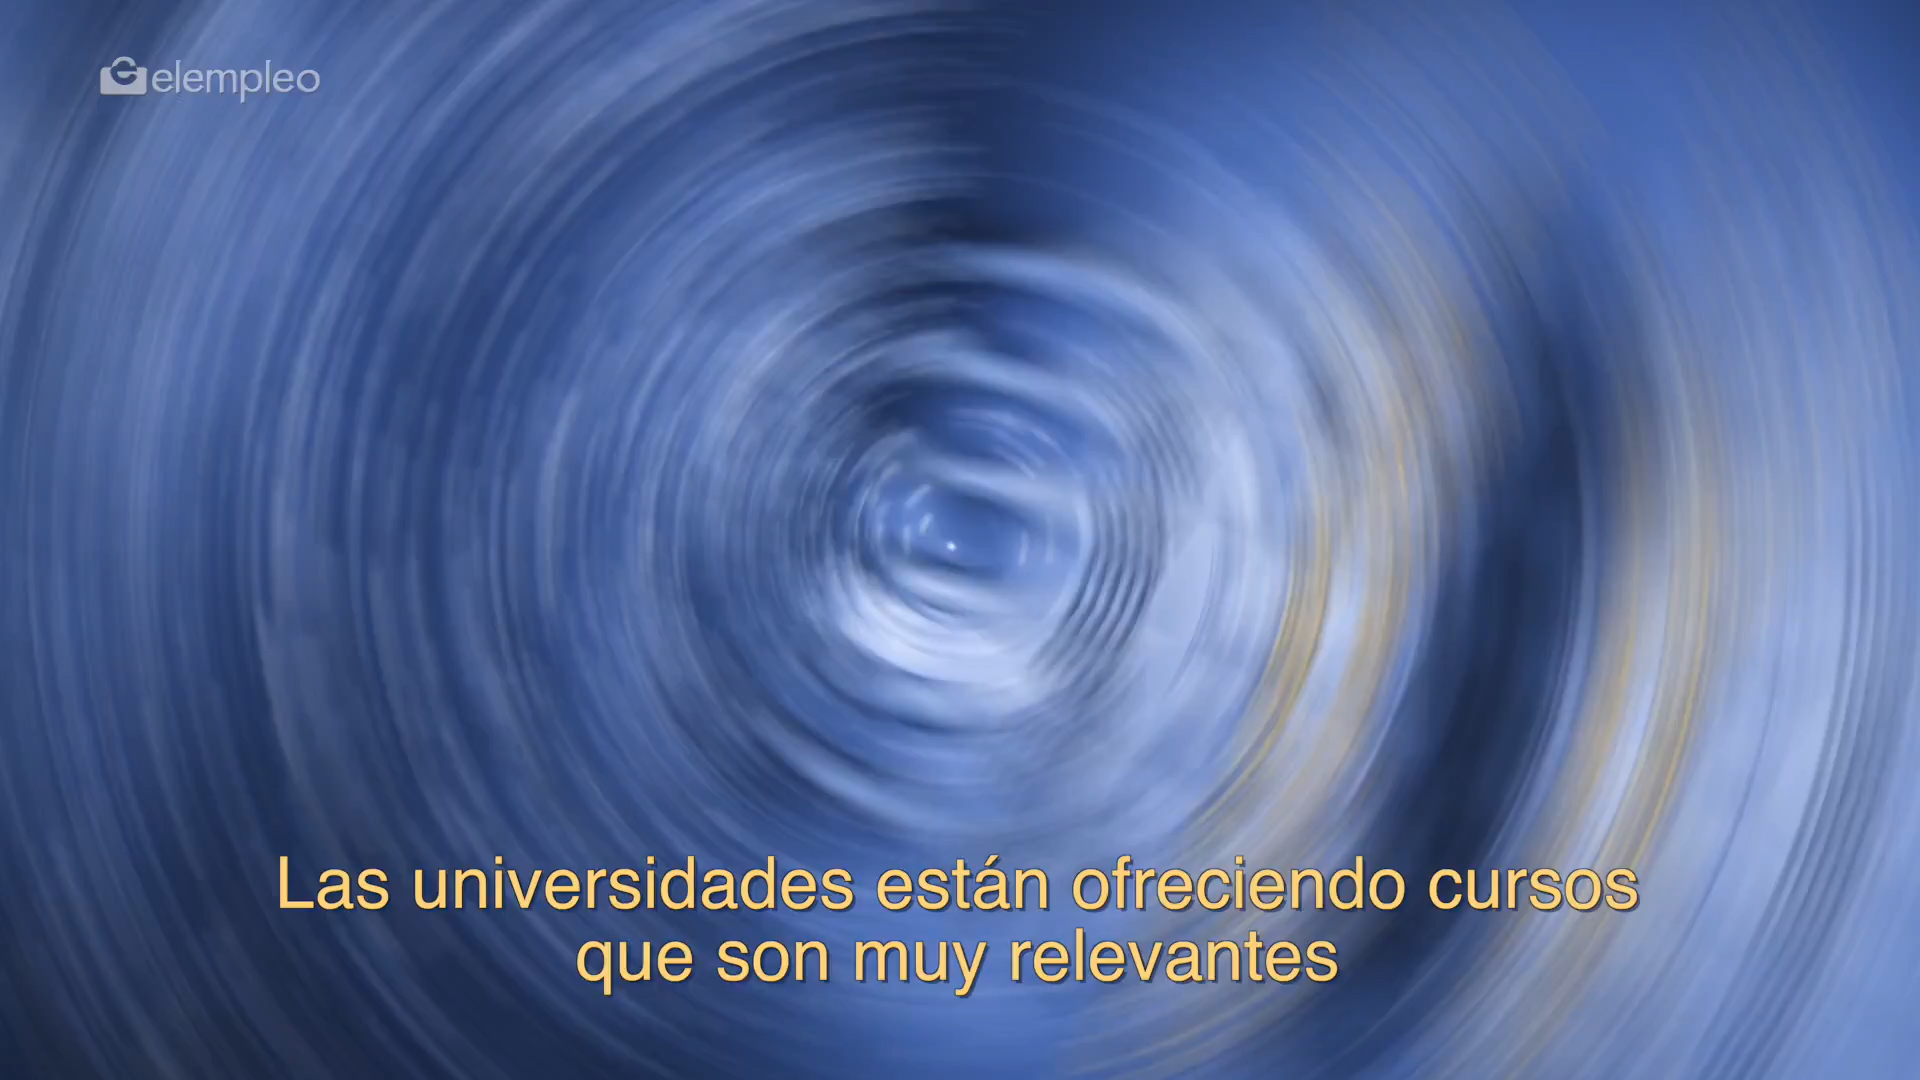 elempleo
Las universidades están ofreciendo cursos
que son muy relevantes